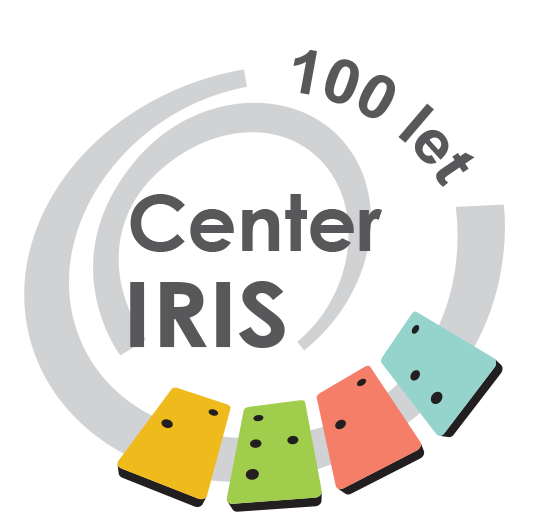 100 let
Center
IRIS
⠊⠗⠊⠎